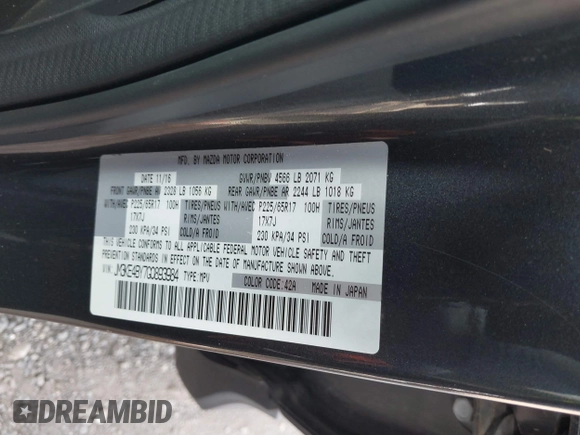 MFD. BY MAZDA MOTOR CORPORATION
DATE 11/16 GVWR/PNBV 4566 LB 2071 KG
FRONT GAWR/PNBE AV 2328 LB 1056 KG REAR GAWR/PNBE AR 2244 LB 1018 KG
WITH/AVEC P225/65R17 100H TIRES/PNEUS WITH/AVEC P225/65R17 100H TIRES/PNEUS
17X7J RIMS/JANTES 17X7J RIMS/JANTES
230 KPA/34 PSI COLD/A FROID 230 KPA/34 PSI COLD/A FROID
THIS VEHICLE CONFORMS TO ALL APPLICABLE FEDERAL MOTOR VEHICLE SAFETY AND THEFT
PREVENTION STANDARDS IN EFFECT ON THE DATE OF MANUFACTURE SHOWN ABOVE.
VIN: JM3KE4BY7G0893984 TYPE:MPV
COLOR CODE:42A MADE IN JAPAN
DREAMBID